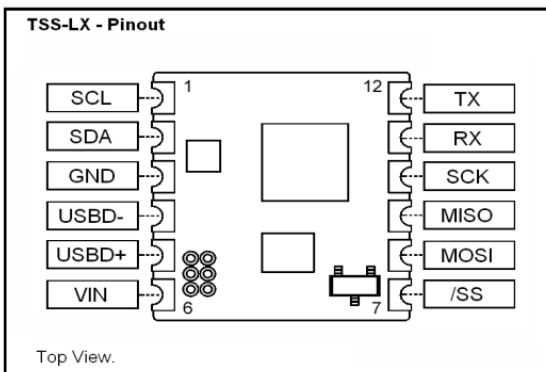 TSS-LX - Pinout
1 12
SCL TX
SDA RX
GND SCK
USBD- MISO
USBD+ MOSI
VIN /SS
6 7
Top View.